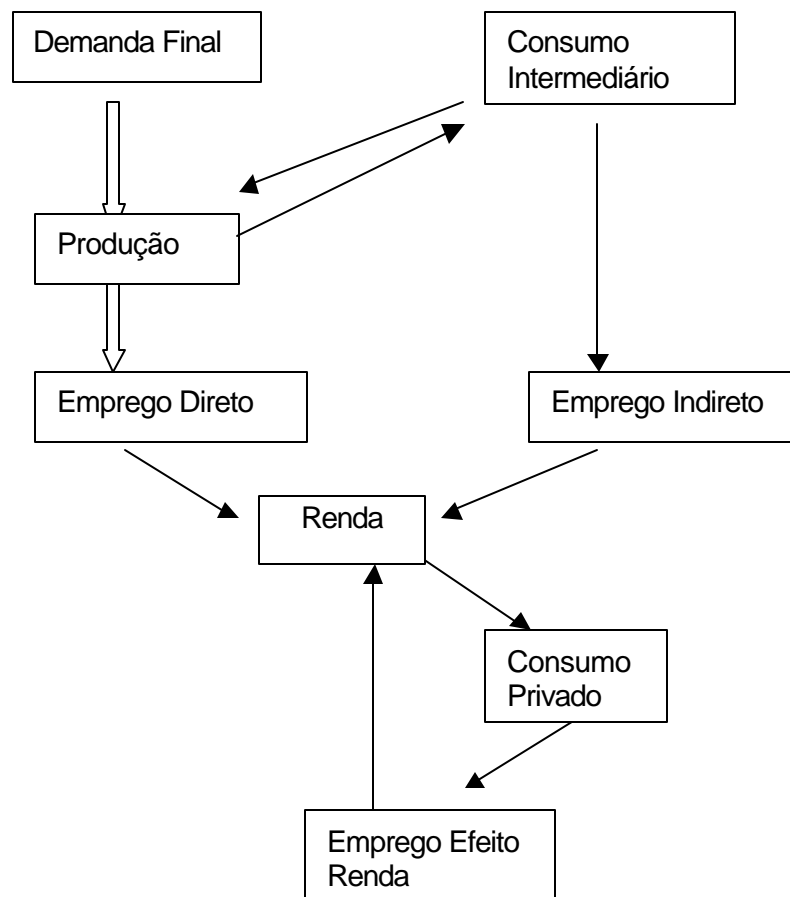 Demanda Final
Consumo
Intermediário
Produção
Emprego Direto
Emprego Indireto
Renda
Consumo
Privado
Emprego Efeito
Renda